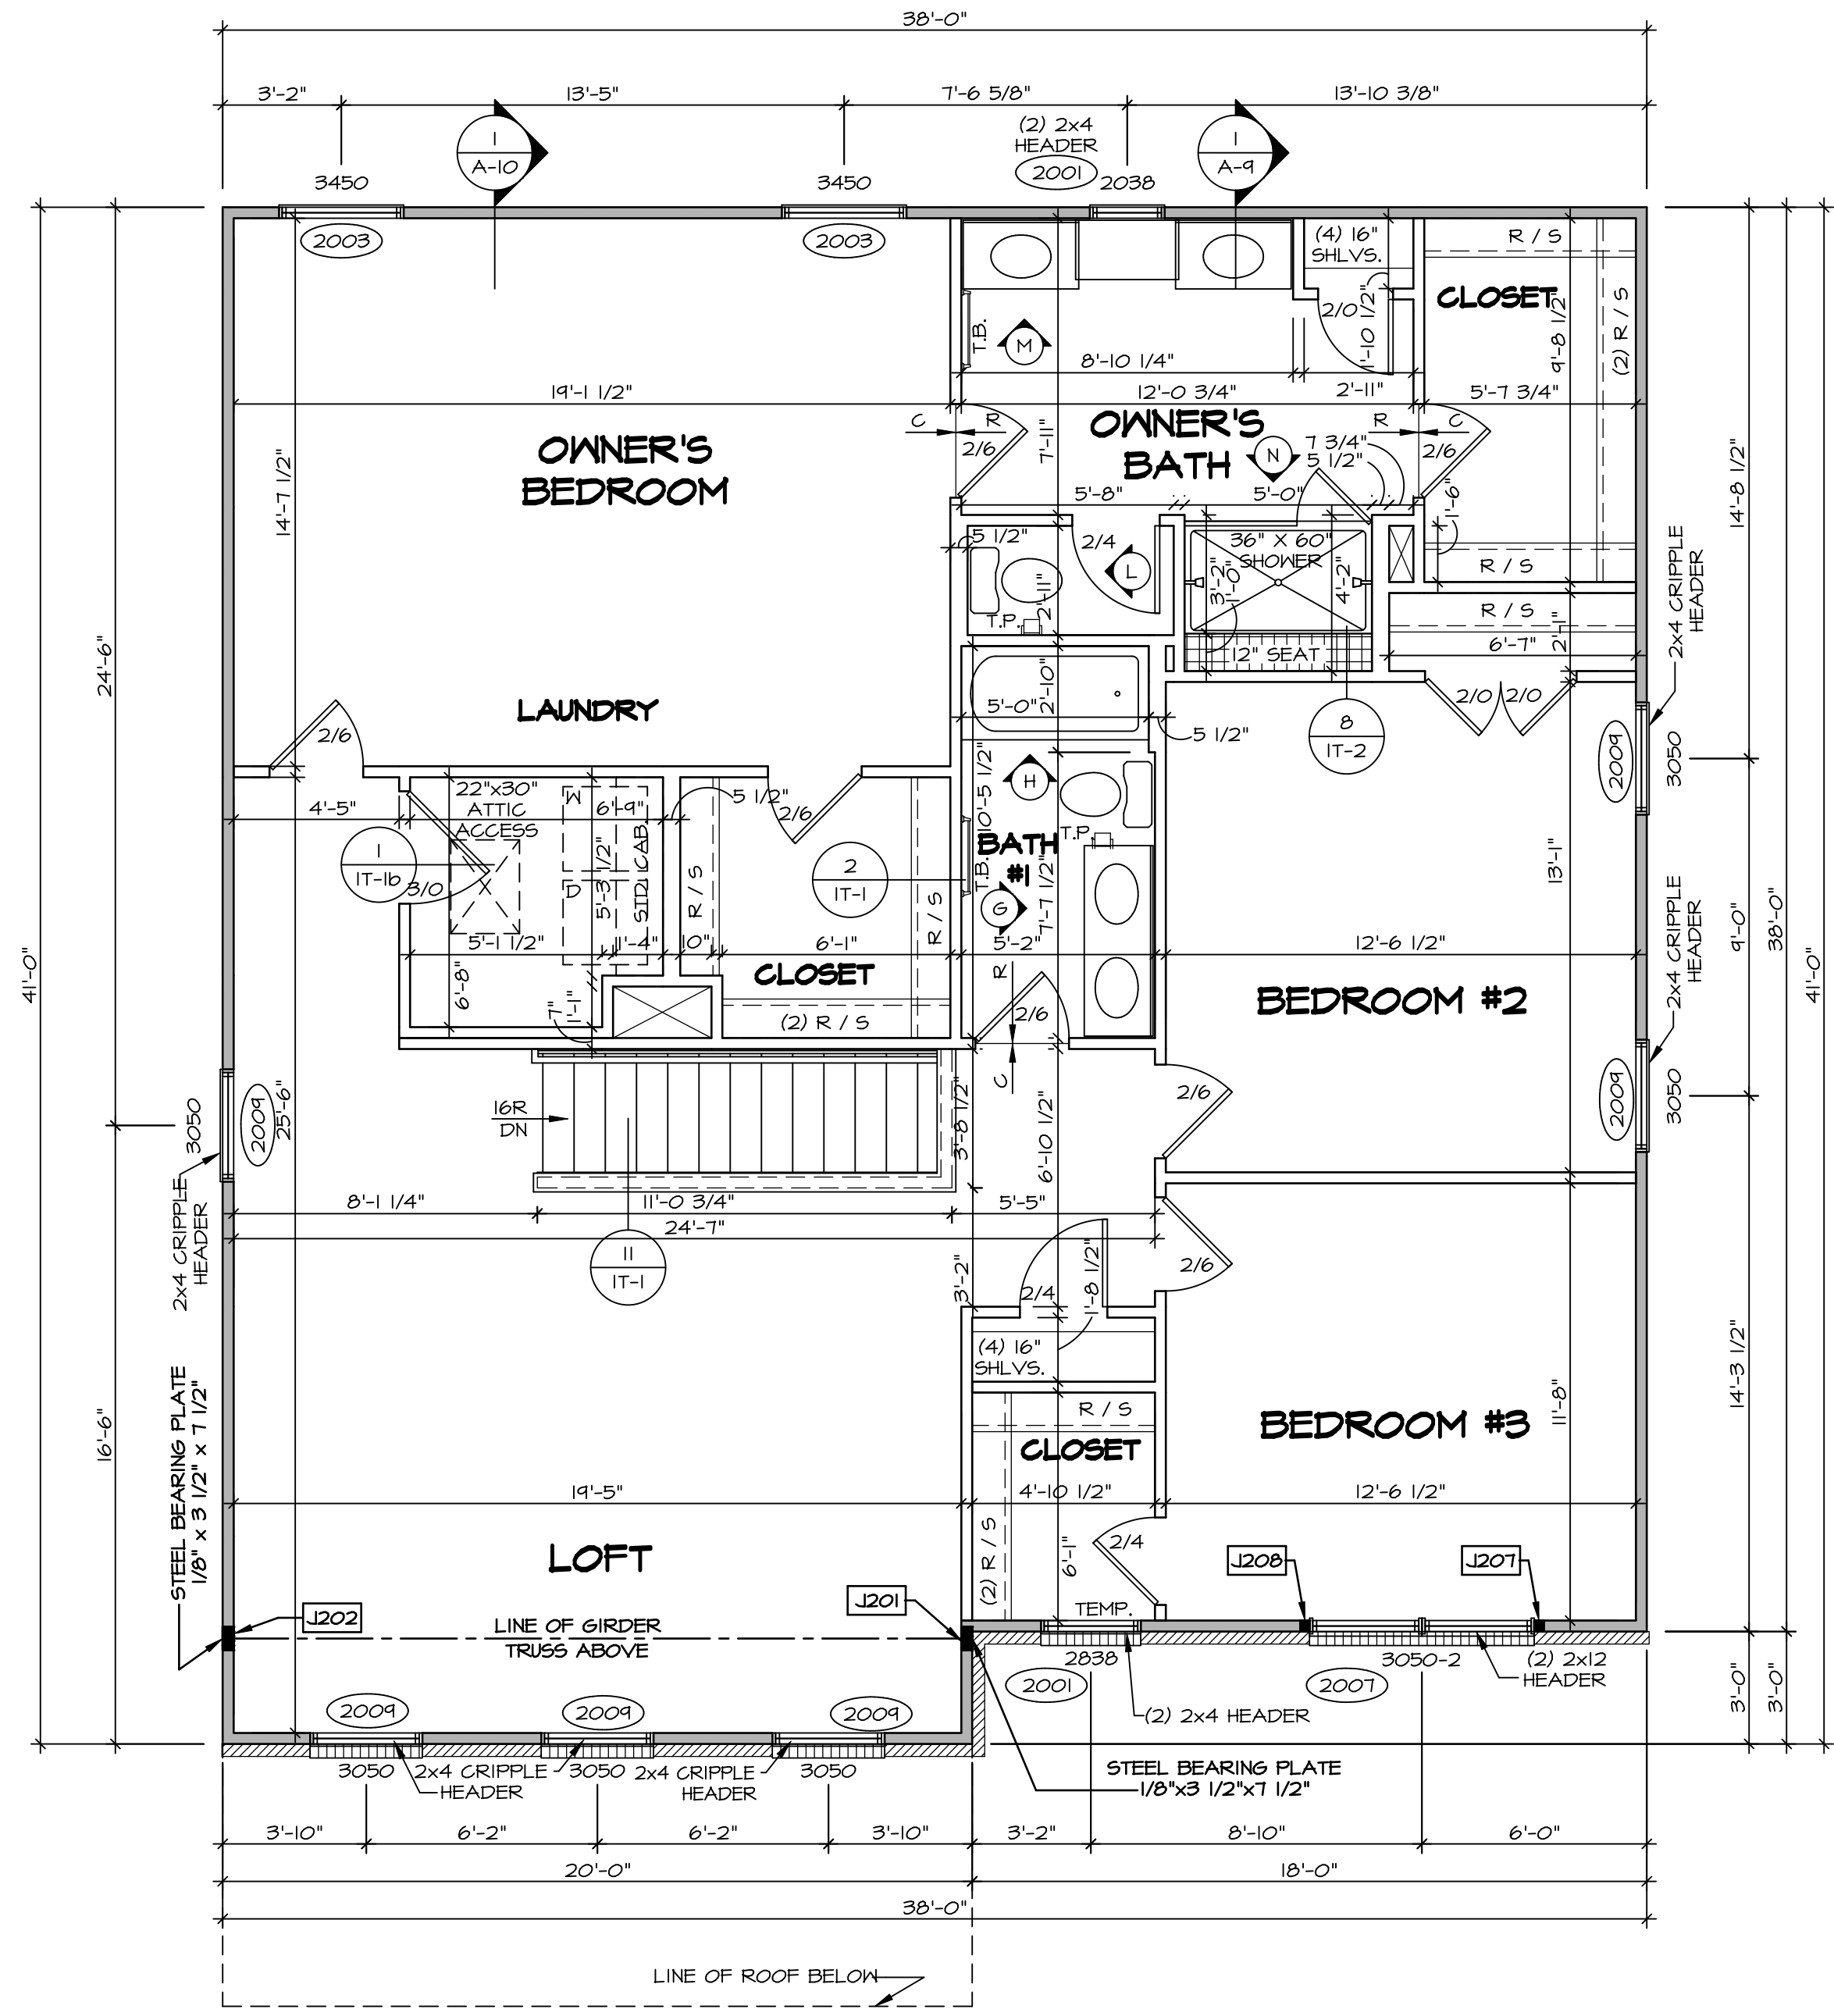 38'-0"
3'-2"
13'-5"
7'-6 5/8"
13'-10 3/8"
(2) 2x4
HEADER
1
A-10
1
A-9
3450
3450
2001
2038
2003
2003
(4) 16"
SHLVS.
R / S
CLOSET
(2) R / S
9'-8 1/2"
2/0
1'-10 1/2"
T.B.
M
8'-10 1/4"
19'-1 1/2"
12'-0 3/4"
2'-11"
5'-7 3/4"
OWNER'S
BEDROOM
C
R
2/6
OWNER'S
BATH
7'-11"
N
R
C
7 3/4"
5 1/2"
2/6
14'-7 1/2"
14'-8 1/2"
5'-8"
5'-0"
1'-6"
5 1/2"
2/4
L
36" X 60"
SHOWER
3'-2"
1'-0"
4'-2"
R / S
2'-11"
T.P.
R / S
2x4 CRIPPLE
HEADER
12" SEAT
6'-7"
2'-1"
24'-6"
2'-10"
5'-0"
LAUNDRY
2/6
2/0
2/0
5 1/2"
8
IT-2
2009
3050
22"x30"
ATTIC
ACCESS
W
6'-9"
5 1/2"
2/6
10'-5 1/2"
H
4'-5"
1
IT-1b
3/0
D
5'-3 1/2"
SID CAB.
R / S
2
IT-1
R / S
BATH
#1
T.P.
T.B.
G
7'-7 1/2"
13'-1"
9'-0"
38'-0"
41'-0"
2x4 CRIPPLE
HEADER
41'-0"
5'-1 1/2"
1'-4"
10"
6'-1"
5'-2"
12'-6 1/2"
6'-8"
CLOSET
R
BEDROOM #2
7"
1'-1"
(2) R / S
2/6
C
3050
2009
25'-6"
16R
DN
3'-8 1/2"
6'-10 1/2"
2/6
2009
3050
2x4 CRIPPLE
HEADER
8'-1 1/4"
11'-0 3/4"
5'-5"
24'-7"
11
IT-1
3'-2"
2/4
1'-8 1/2"
2/6
(4) 16"
SHLVS.
14'-3 1/2"
STEEL BEARING PLATE
1/8" x 3 1/2" x 7 1/2"
16'-6"
R / S
CLOSET
BEDROOM #3
11'-8"
19'-5"
4'-10 1/2"
12'-6 1/2"
LOFT
(2) R / S
6'-1"
2/4
J208
J207
J202
J201
TEMP.
LINE OF GIRDER
TRUSS ABOVE
2838
3050-2
(2) 2x12
HEADER
2001
2007
3'-0"
3'-0"
2009
2009
2009
(2) 2x4 HEADER
3050
2x4 CRIPPLE
HEADER
3050
2x4 CRIPPLE
HEADER
3050
STEEL BEARING PLATE
1/8"x3 1/2"x7 1/2"
3'-10"
6'-2"
6'-2"
3'-10"
3'-2"
8'-10"
6'-0"
20'-0"
18'-0"
38'-0"
LINE OF ROOF BELOW